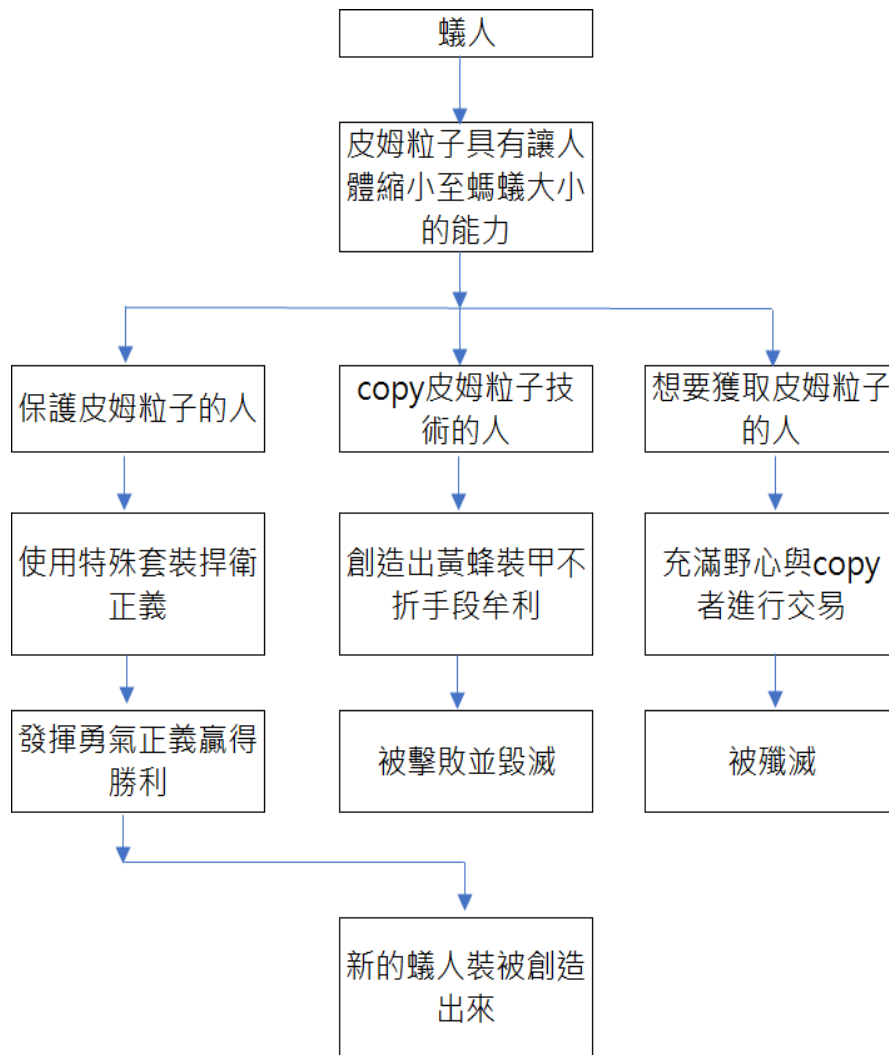 蟻人
皮姆粒子具有讓人
體縮小至螞蟻大小
的能力
保護皮姆粒子的人
copy皮姆粒子技
術的人
想要獲取皮姆粒子
的人
使用特殊套裝捍衛
正義
創造出黃蜂裝甲不
折手段牟利
充滿野心與copy
者進行交易
發揮勇氣正義贏得
勝利
被擊敗並毀滅
被殲滅
新的蟻人裝被創造
出來